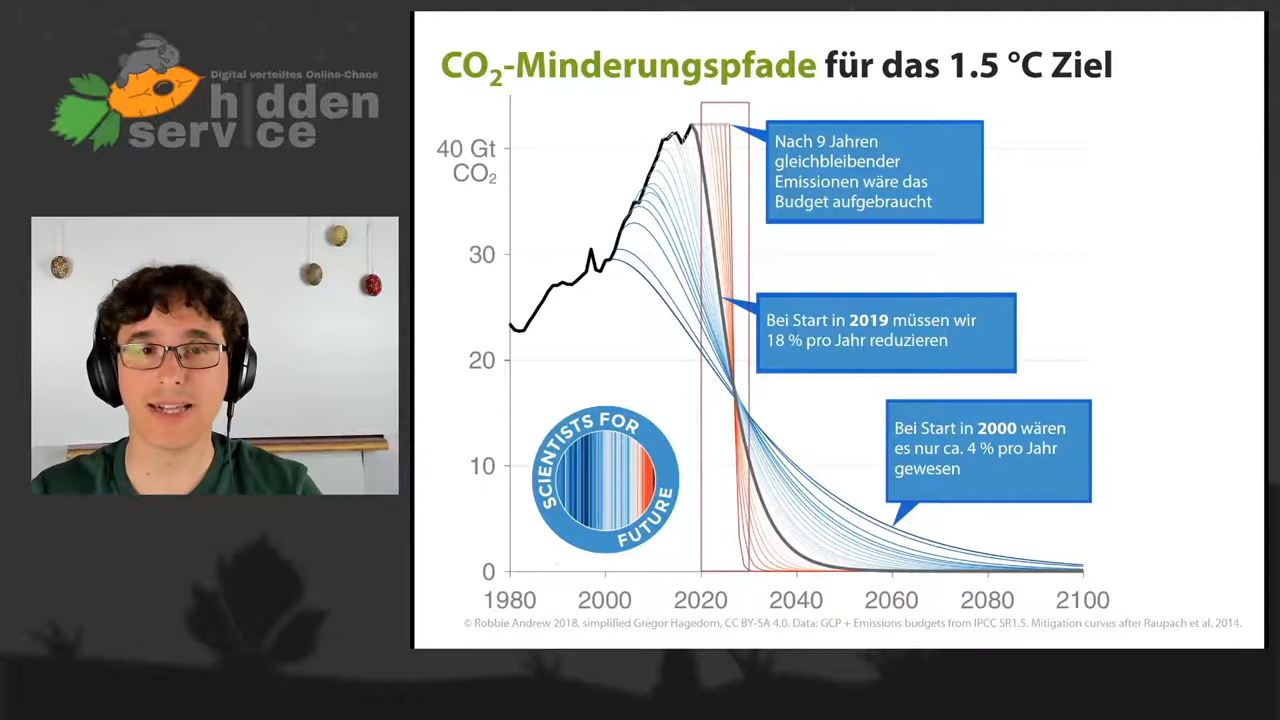 Digital verteiltes Online-Chaos
hidden
service
CO₂-Minderungspfade für das 1.5 °C Ziel
40 Gt
CO₂
30
20
10
0
1980
2000
2020
2040
2060
2080
2100
Nach 9 Jahren
gleichbleibender
Emissionen wäre das
Budget aufgebraucht
Bei Start in 2019 müssen wir
18 % pro Jahr reduzieren
Bei Start in 2000 wären
es nur ca. 4 % pro Jahr
gewesen
SCIENTISTS FOR
FUTURE
© Robbie Andrew 2018, simplified Gregor Hagedorn, CC BY-SA 4.0. Data: GCP + Emissions budgets from IPCC SR1.5. Mitigation curves after Raupach et al. 2014.